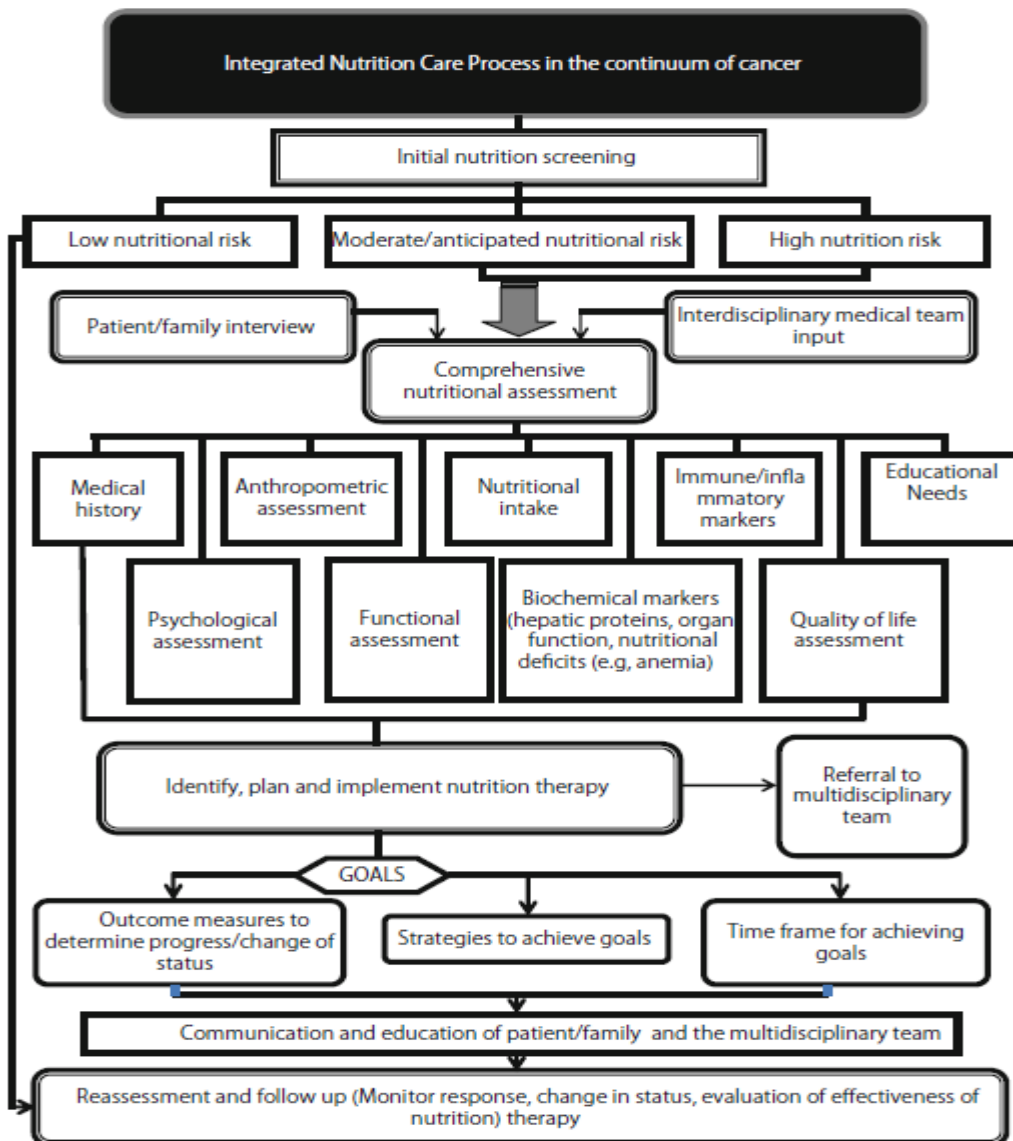 Integrated Nutrition Care Process in the continuum of cancer
Initial nutrition screening
Low nutritional risk
Moderate/anticipated nutritional risk
High nutrition risk
Patient/family interview
Interdisciplinary medical team
input
Comprehensive
nutritional assessment
Medical
history
Anthropometric
assessment
Nutritional
intake
Immune/infla
mmatory
markers
Educational
Needs
Psychological
assessment
Functional
assessment
Biochemical markers
(hepatic proteins, organ
function, nutritional
deficits (e.g, anemia)
Quality of life
assessment
Identify, plan and implement nutrition therapy
Referral to
multidisciplinary
team
GOALS
Outcome measures to
determine progress/change of
status
Strategies to achieve goals
Time frame for achieving
goals
Communication and education of patient/family and the multidisciplinary team
Reassessment and follow up (Monitor response, change in status, evaluation of effectiveness of
nutrition) therapy